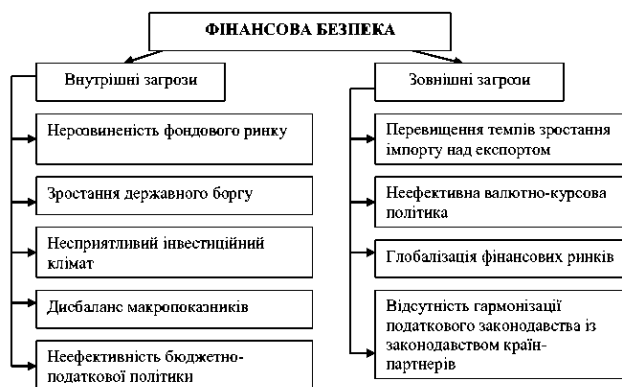 ФІНАНСОВА БЕЗПЕКА
Внутрішні загрози
Нерозвиненість фондового ринку
Зростання державного боргу
Несприятливий інвестиційний
клімат
Дисбаланс макропоказників
Неефективність бюджетно-
податкової політики
Зовнішні загрози
Перевищення темпів зростання
імпорту над експортом
Неефективна валютно-курсова
політика
Глобалізація фінансових ринків
Відсутність гармонізації
податкового законодавства із
законодавством країн-
партнерів